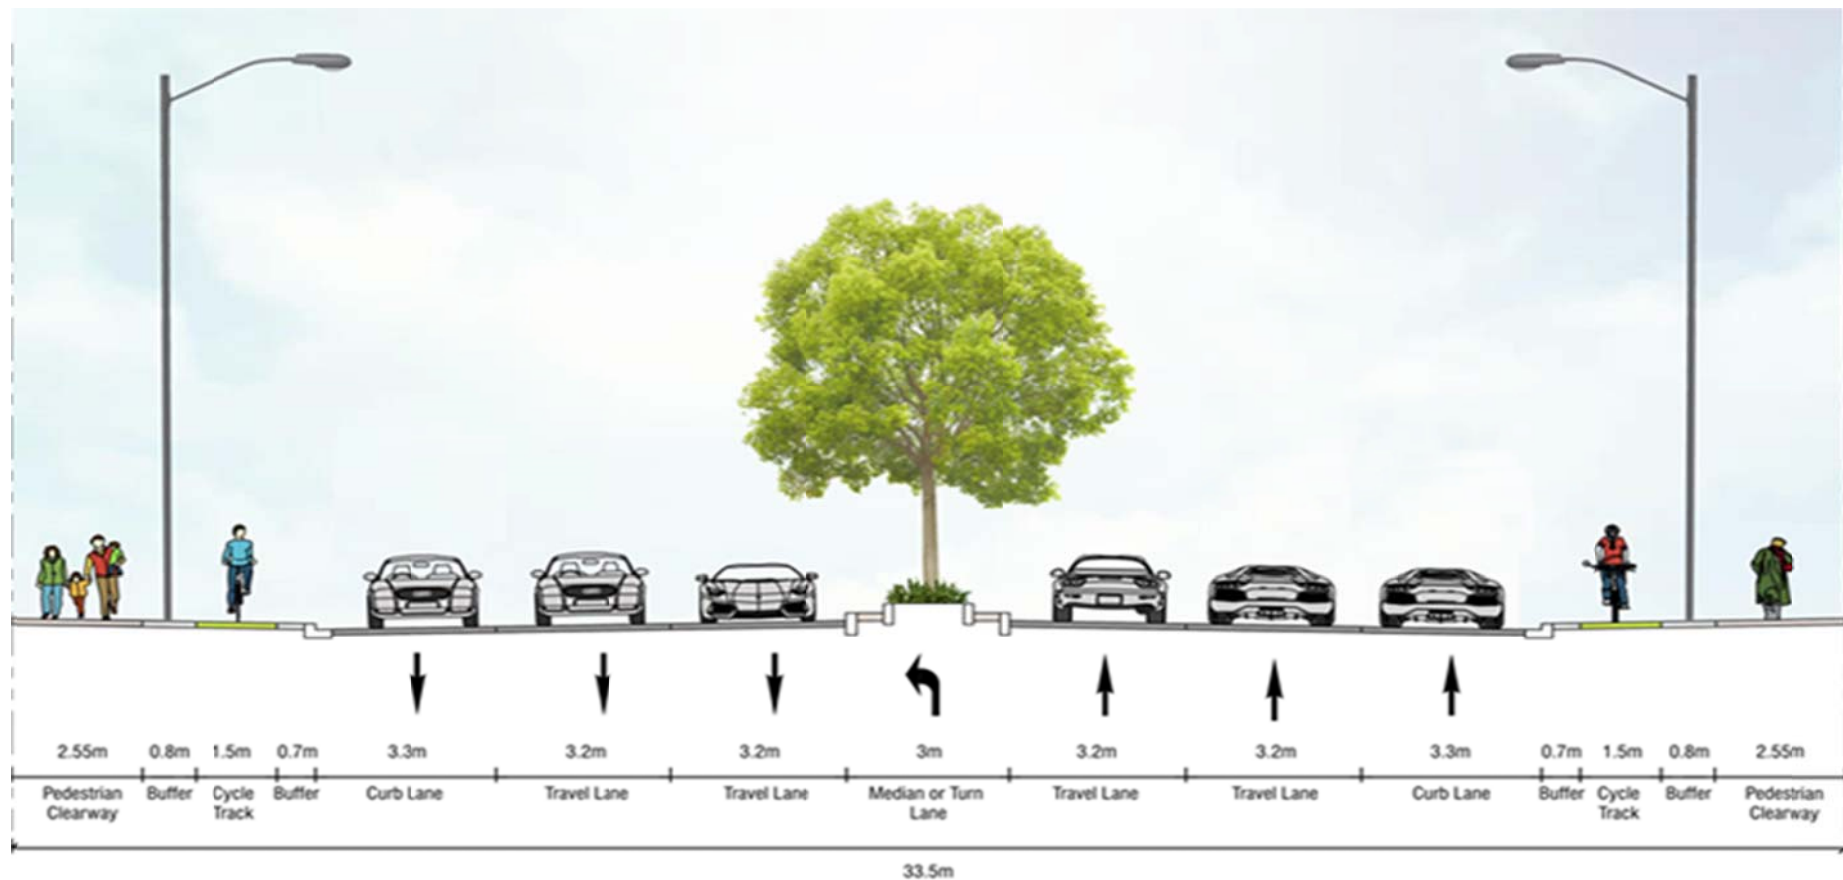 2.55m 0.8m 1.5m 0.7m 3.3m 3.2m 3.2m 3m 3.2m 3.2m 3.3m 0.7m 1.5m 0.8m 2.55m
Pedestrian Buffer Cycle Buffer Curb Lane Travel Lane Travel Lane Median or Turn Travel Lane Travel Lane Curb Lane Buffer Cycle Buffer Pedestrian
Clearway Track Lane Track Clearway
33.5m